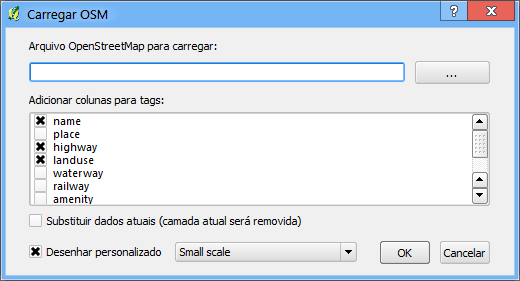 Carregar OSM
?
Arquivo OpenStreetMap para carregar:
...
Adicionar colunas para tags:
name
place
highway
landuse
waterway
railway
amenity
Substituir dados atuais (camada atual será removida)
Desenhar personalizado Small scale OK Cancelar